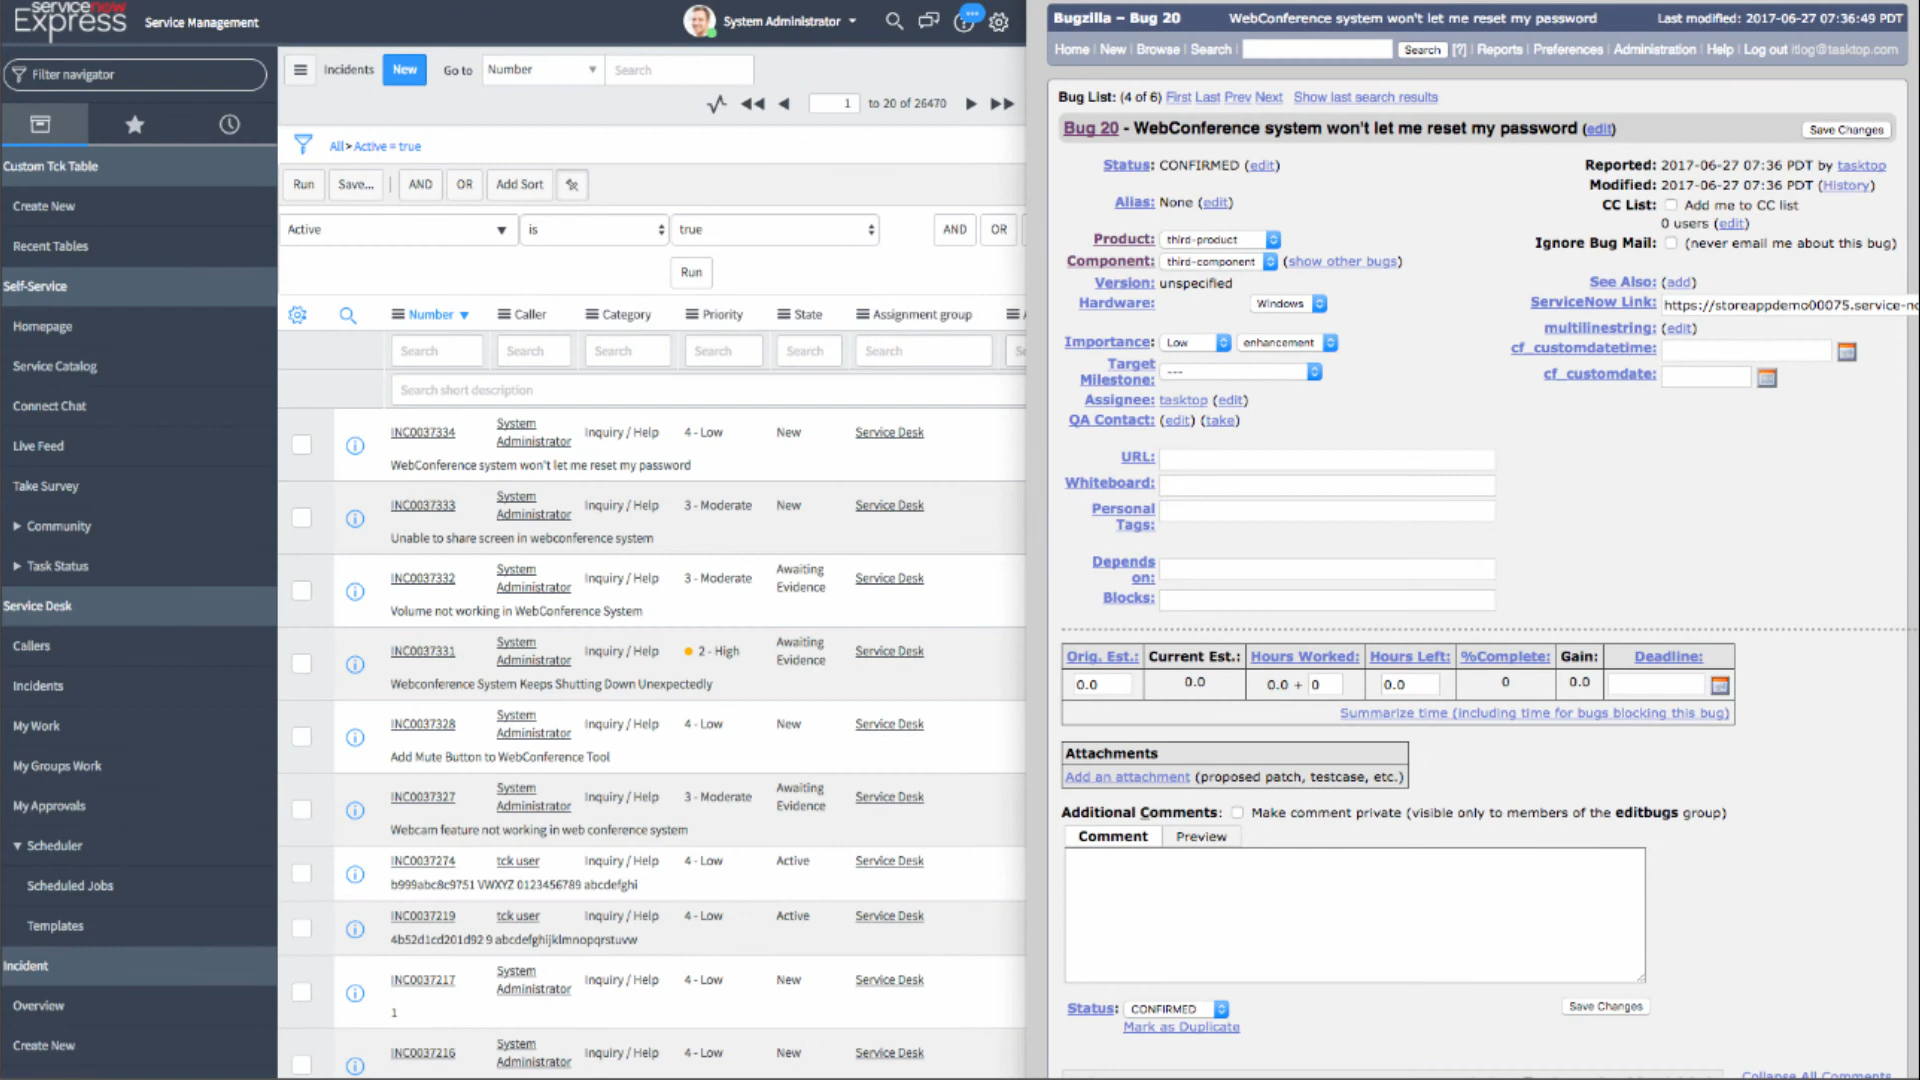 servicenow
Express
Service Management
System Administrator
Filter navigator
Custom Tck Table
Create New
Recent Tables
Self-Service
Homepage
Service Catalog
Connect Chat
Live Feed
Take Survey
Community
Task Status
Service Desk
Callers
Incidents
My Work
My Groups Work
My Approvals
Scheduler
Scheduled Jobs
Templates
Incident
Overview
Create New
Incidents New Go to Number Search
1 to 20 of 26470
All > Active = true
Run Save... | AND OR Add Sort
Active is true AND OR
Run
Number Caller Category Priority State Assignment group
Search Search Search Search Search Search Se
Search short description
INC0037334 System Administrator Inquiry / Help 4 - Low New Service Desk
WebConference system won't let me reset my password
INC0037333 System Administrator Inquiry / Help 3 - Moderate New Service Desk
Unable to share screen in webconference system
INC0037332 System Administrator Inquiry / Help 3 - Moderate Awaiting Evidence Service Desk
Volume not working in WebConference System
INC0037331 System Administrator Inquiry / Help 2 - High Awaiting Evidence Service Desk
Webconference System Keeps Shutting Down Unexpectedly
INC0037328 System Administrator Inquiry / Help 4 - Low New Service Desk
Add Mute Button to WebConference Tool
INC0037327 System Administrator Inquiry / Help 3 - Moderate Awaiting Evidence Service Desk
Webcam feature not working in web conference system
INC0037274 tck user Inquiry / Help 4 - Low Active Service Desk
b999abc8c9751 VWXYZ 0123456789 abcdefghi
INC0037219 tck user Inquiry / Help 4 - Low Active Service Desk
4b52d1cd201d92 9 abcdefghijklmnopqrstuvw
INC0037217 System Administrator Inquiry / Help 4 - Low New Service Desk
1
INC0037216 System Administrator Inquiry / Help 4 - Low New Service Desk
Bugzilla – Bug 20 WebConference system won't let me reset my password Last modified: 2017-06-27 07:36:49 PDT
Home | New | Browse | Search | Search [?] | Reports | Preferences | Administration | Help | Log out itlog@tasktop.com
Bug List: (4 of 6) First Last Prev Next Show last search results
Bug 20 - WebConference system won't let me reset my password (edit) Save Changes
Status: CONFIRMED (edit)
Alias: None (edit)
Product: third-product
Component: third-component (show other bugs)
Version: unspecified
Hardware: Windows
Importance: Low enhancement
Target Milestone: ---
Assignee: tasktop (edit)
QA Contact: (edit) (take)
URL:
Whiteboard:
Personal Tags:
Depends on:
Blocks:
Reported: 2017-06-27 07:36 PDT by tasktop
Modified: 2017-06-27 07:36 PDT (History)
CC List: Add me to CC list
0 users (edit)
Ignore Bug Mail: (never email me about this bug)
See Also: (add)
ServiceNow Link: https://storeappdemo00075.service-no
multilinestring: (edit)
cf_customdatetime:
cf_customdate:
Orig. Est.: Current Est.: Hours Worked: Hours Left: %Complete: Gain: Deadline:
0.0 0.0 0.0 + 0 0.0 0 0.0
Summarize time (including time for bugs blocking this bug)
Attachments
Add an attachment (proposed patch, testcase, etc.)
Additional Comments: Make comment private (visible only to members of the editbugs group)
Comment Preview
Status: CONFIRMED Save Changes
Mark as Duplicate
Collapse All Comments